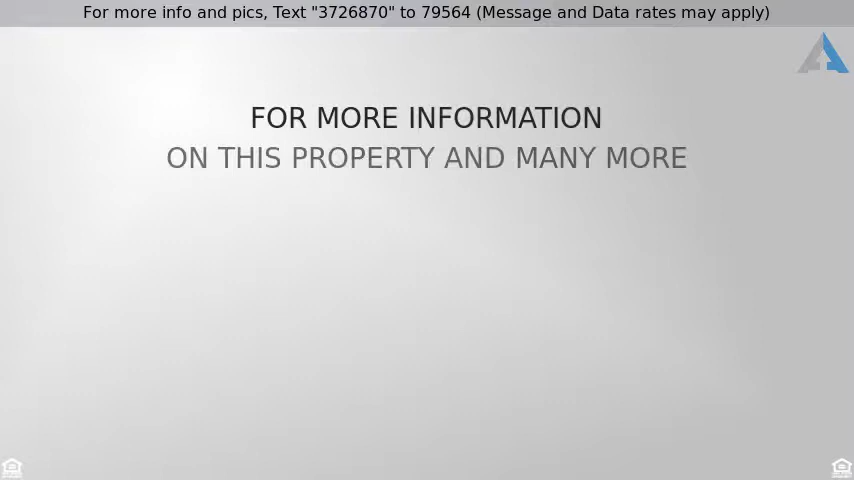 For more info and pics, Text "3726870" to 79564 (Message and Data rates may apply)
FOR MORE INFORMATION
ON THIS PROPERTY AND MANY MORE